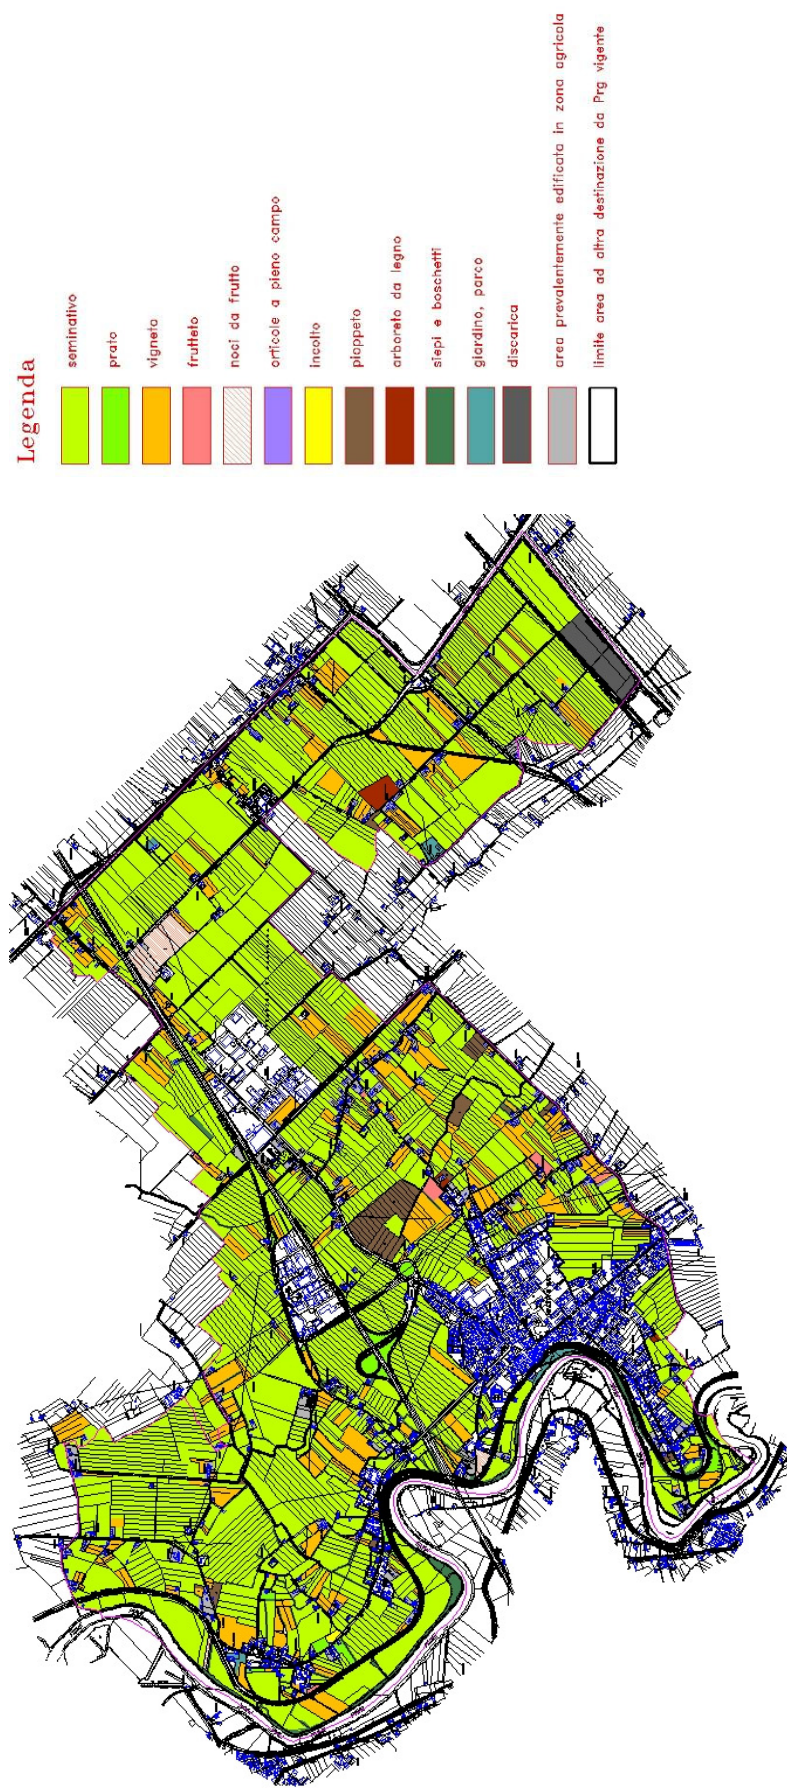 Legenda
seminativo
prato
vigneto
frutteto
noci da frutto
orticole a pieno campo
incolto
pioppeto
arboreto da legno
siepi e boschetti
giardino, parco
discarica
area prevalentemente edificata in zona agricola
limite area ad altra destinazione da Prg vigente